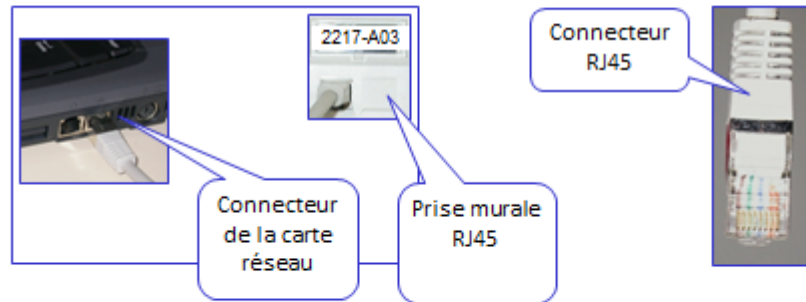 2217-A03
Connecteur
RJ45
Connecteur
de la carte
réseau
Prise murale
RJ45